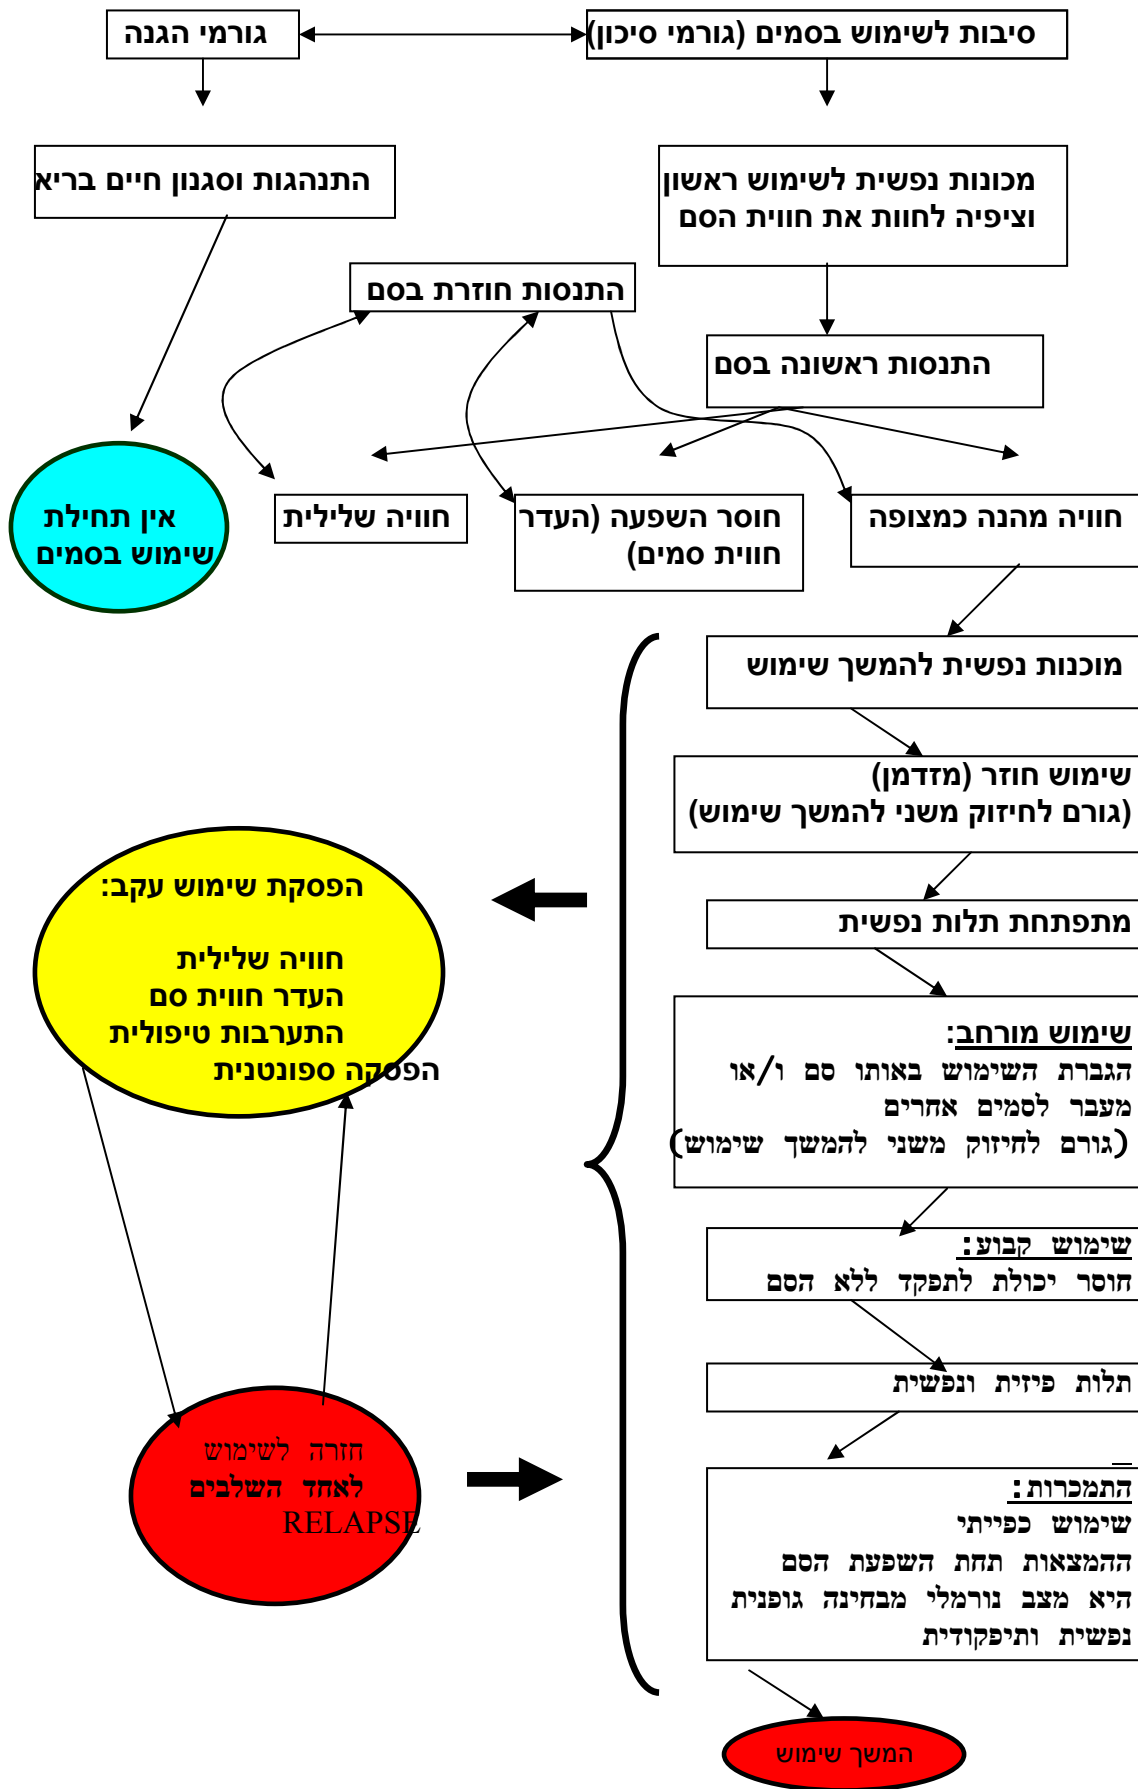 סיבות לשימוש בסמים (גורמי סיכון)
גורמי הגנה
מכונות נפשית לשימוש ראשון
וציפיה לחוות את חווית הסם
התנהגות וסגנון חיים בריא
התנסות חוזרת בסם
התנסות ראשונה בסם
חוויה מהנה כמצופה
חוסר השפעה (העדר
חווית סמים)
חוויה שלילית
אין תחילת
שימוש בסמים
מוכנות נפשית להמשך שימוש
שימוש חוזר (מזדמן)
(גורם לחיזוק משני להמשך שימוש)
מתפתחת תלות נפשית
שימוש מורחב:
הגברת השימוש באותו סם ו/או
מעבר לסמים אחרים
(גורם לחיזוק משני להמשך שימוש)
שימוש קבוע:
חוסר יכולת לתפקד ללא הסם
תלות פיזית ונפשית
התמכרות:
שימוש כפייתי
ההמצאות תחת השפעת הסם
היא מצב נורמלי מבחינה גופנית
נפשית ותיפקודית
המשך שימוש
הפסקת שימוש עקב:
חוויה שלילית
העדר חווית סם
התערבות טיפולית
הפסקה ספונטנית
חזרה לשימוש
לאחד השלבים
RELAPSE